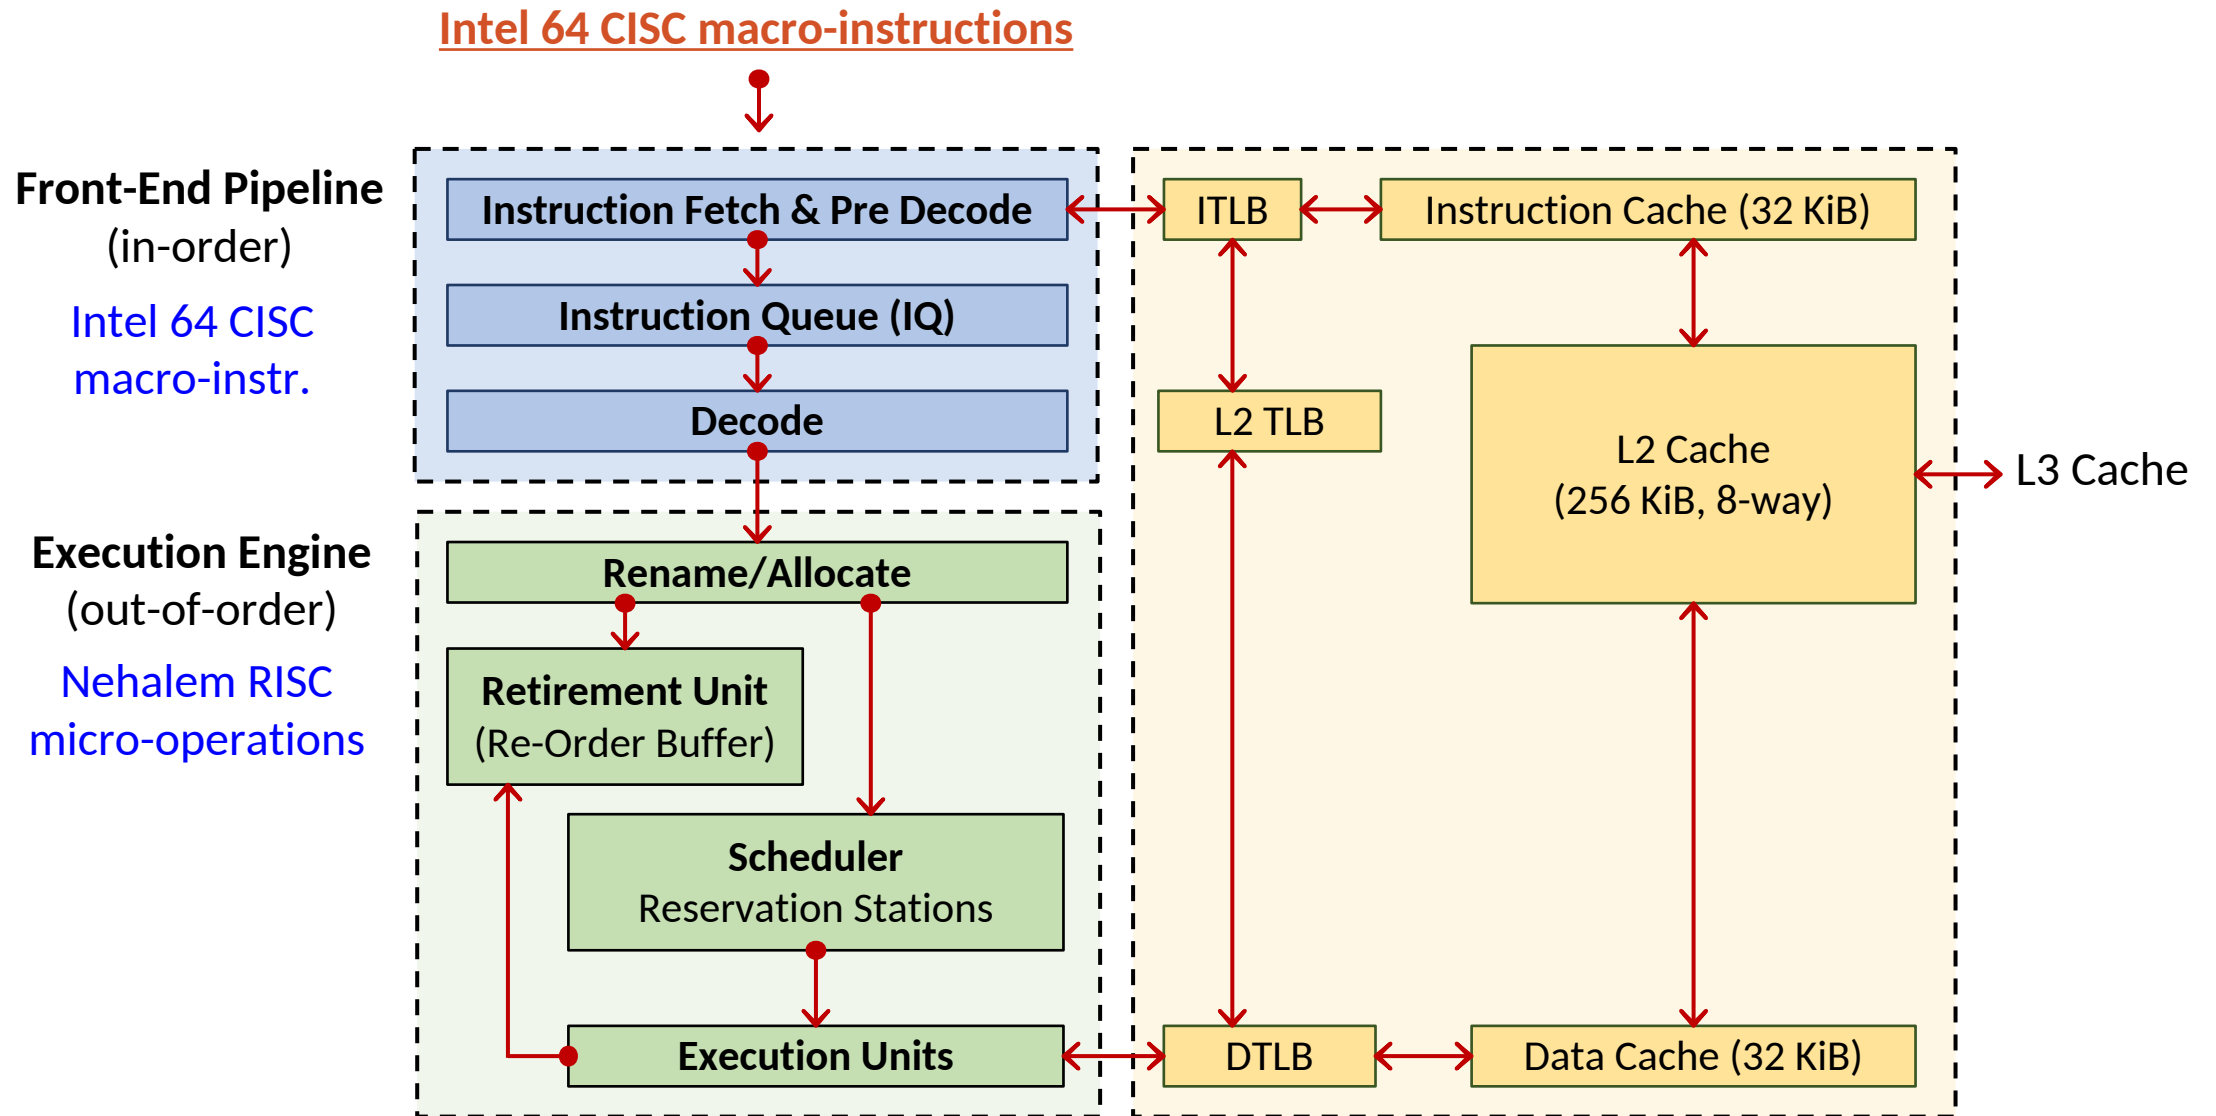 Intel 64 CISC macro-instructions
Front-End Pipeline
(in-order)
Intel 64 CISC
macro-instr.
Instruction Fetch & Pre Decode
Instruction Queue (IQ)
Decode
ITLB
Instruction Cache (32 KiB)
L2 TLB
L2 Cache
(256 KiB, 8-way)
L3 Cache
Execution Engine
(out-of-order)
Nehalem RISC
micro-operations
Rename/Allocate
Retirement Unit
(Re-Order Buffer)
Scheduler
Reservation Stations
Execution Units
DTLB
Data Cache (32 KiB)